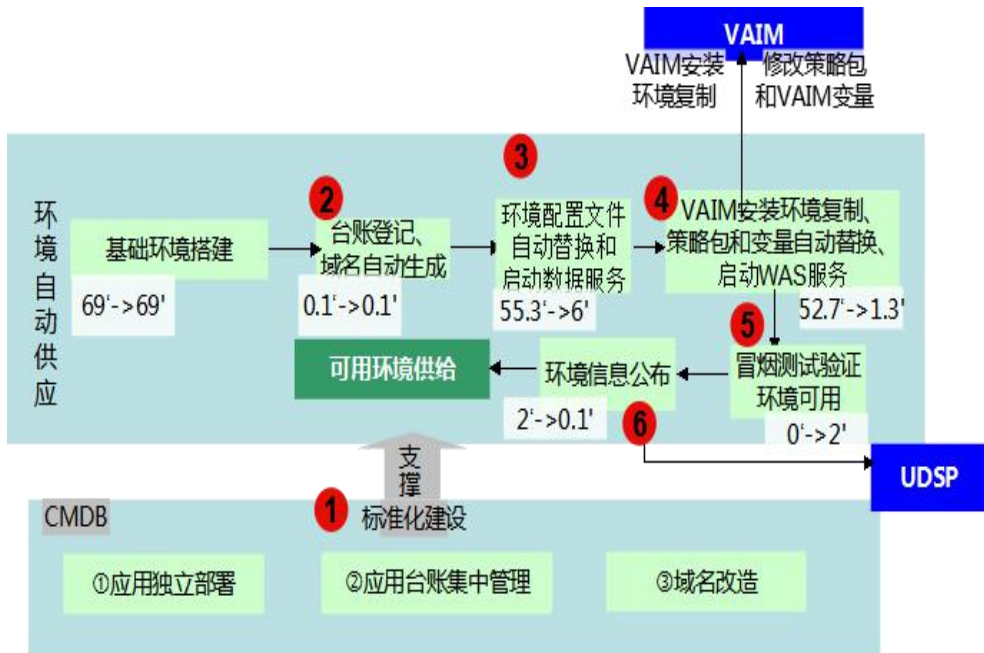 VAIM
VAIM安装
环境复制
修改策略包
和VAIM变量
环
境
自
动
供
应
基础环境搭建
69‘->69'
2
台账登记、
域名自动生成
0.1‘->0.1'
3
环境配置文件
自动替换和
启动数据服务
55.3‘->6'
4
VAIM安装环境复制、
策略包和变量自动替换、
启动WAS服务
52.7‘->1.3'
5
冒烟测试验证
环境可用
0‘->2'
环境信息公布
2‘->0.1'
6
可用环境供给
UDSP
支
撑
CMDB
1
标准化建设
①应用独立部署
②应用台账集中管理
③域名改造